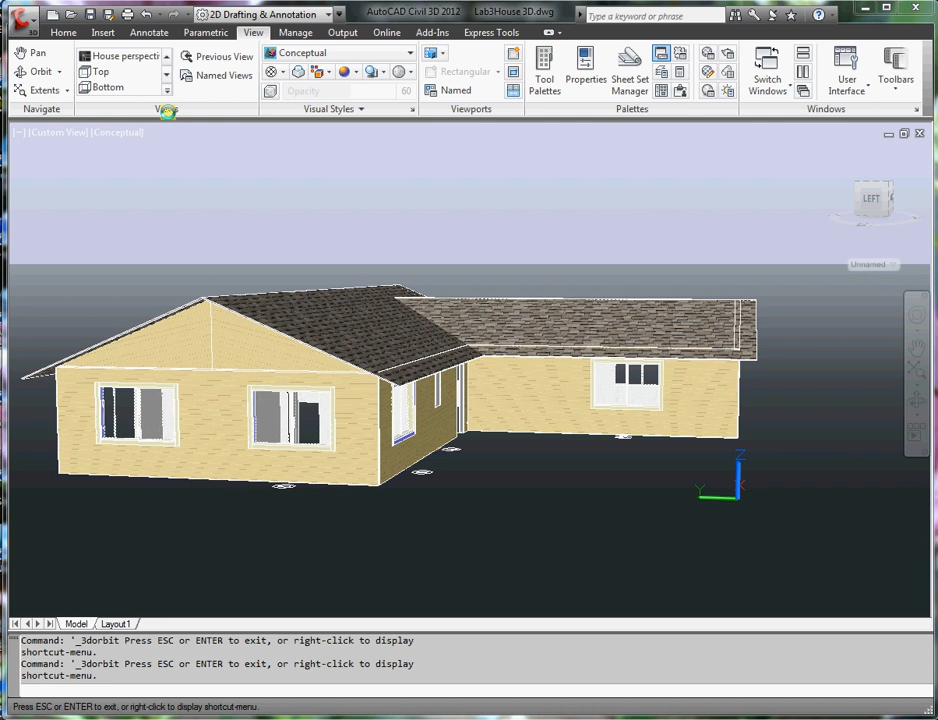 2D Drafting & Annotation
AutoCAD Civil 3D 2012
Lab3House 3D.dwg
Type a keyword or phrase
3D
Home
Insert
Annotate
Parametric
View
Manage
Output
Online
Add-Ins
Express Tools
Pan
Orbit
Extents
Navigate
House perspecti
Top
Bottom
Previous View
Named Views
Conceptual
Opacity
60
Visual Styles
Rectangular
Named
Viewports
Tool
Palettes
Properties
Sheet Set
Manager
Palettes
Switch
Windows
User
Interface
Toolbars
Windows
[−] [Custom View] [Conceptual]
LEFT
Unnamed
Z
Y
X
Model
Layout1
Command: '_3dorbit Press ESC or ENTER to exit, or right-click to display
shortcut-menu.
Command: '_3dorbit Press ESC or ENTER to exit, or right-click to display
shortcut-menu.
Press ESC or ENTER to exit, or right-click to display shortcut-menu.